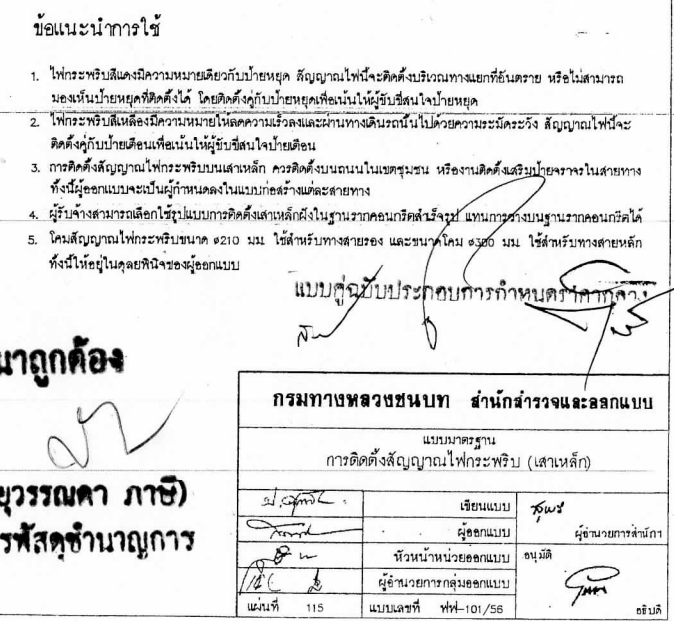 ข้อแนะนำการใช้
1. ไฟกระพริบสีแดงมีความหมายเดียวกับป้ายหยุด สัญญาณไฟนี้จะติดตั้งบริเวณทางแยกที่อันตราย หรือไม่สามารถ
มองเห็นป้ายหยุดที่ติดตั้งได้ โดยติดตั้งคู่กับป้ายหยุดเพื่อเน้นให้ผู้ขับขี่สนใจป้ายหยุด
2. ไฟกระพริบสีเหลืองมีความหมายให้ลดความเร็วลงและผ่านทางเดินรถนั้นไปด้วยความระมัดระวัง สัญญาณไฟนี้จะ
ติดตั้งคู่กับป้ายเตือนเพื่อเน้นให้ผู้ขับขี่สนใจป้ายเตือน
3. การติดตั้งสัญญาณไฟกระพริบบนเสาเหล็ก ควรติดตั้งบนถนนในเขตชุมชน หรืองานติดตั้งเสริมป้ายจราจรในสายทาง
ทั้งนี้ผู้ออกแบบจะเป็นผู้กำหนดลงในแบบก่อสร้างแต่ละสายทาง
4. ผู้รับจ้างสามารถเลือกใช้รูปแบบการติดตั้งเสาเหล็กฝังในฐานรากคอนกรีตสำเร็จรูป แทนการวางบนฐานรากคอนกรีตได้
5. โคมสัญญาณไฟกระพริบขนาด ø210 มม. ใช้สำหรับทางสายรอง และขนาดโคม ø300 มม. ใช้สำหรับทางสายหลัก
ทั้งนี้ให้อยู่ในดุลยพินิจของผู้ออกแบบ
แบบคู่ฉบับประกอบการกำหนดราคากลาง
นาถูกต้อง
ยุวรรณดา ภาษี)
รพัสดุชำนาญการ
กรมทางหลวงชนบท สำนักสำรวจและออกแบบ
แบบมาตรฐาน
การติดตั้งสัญญาณไฟกระพริบ (เสาเหล็ก)
เขียนแบบ
ผู้ออกแบบ ผู้อำนวยการสำนักฯ
หัวหน้าหน่วยออกแบบ อนุมัติ
ผู้อำนวยการกลุ่มออกแบบ
แผ่นที่ 115 แบบเลขที่ ฟฟ-101/56 อธิบดี